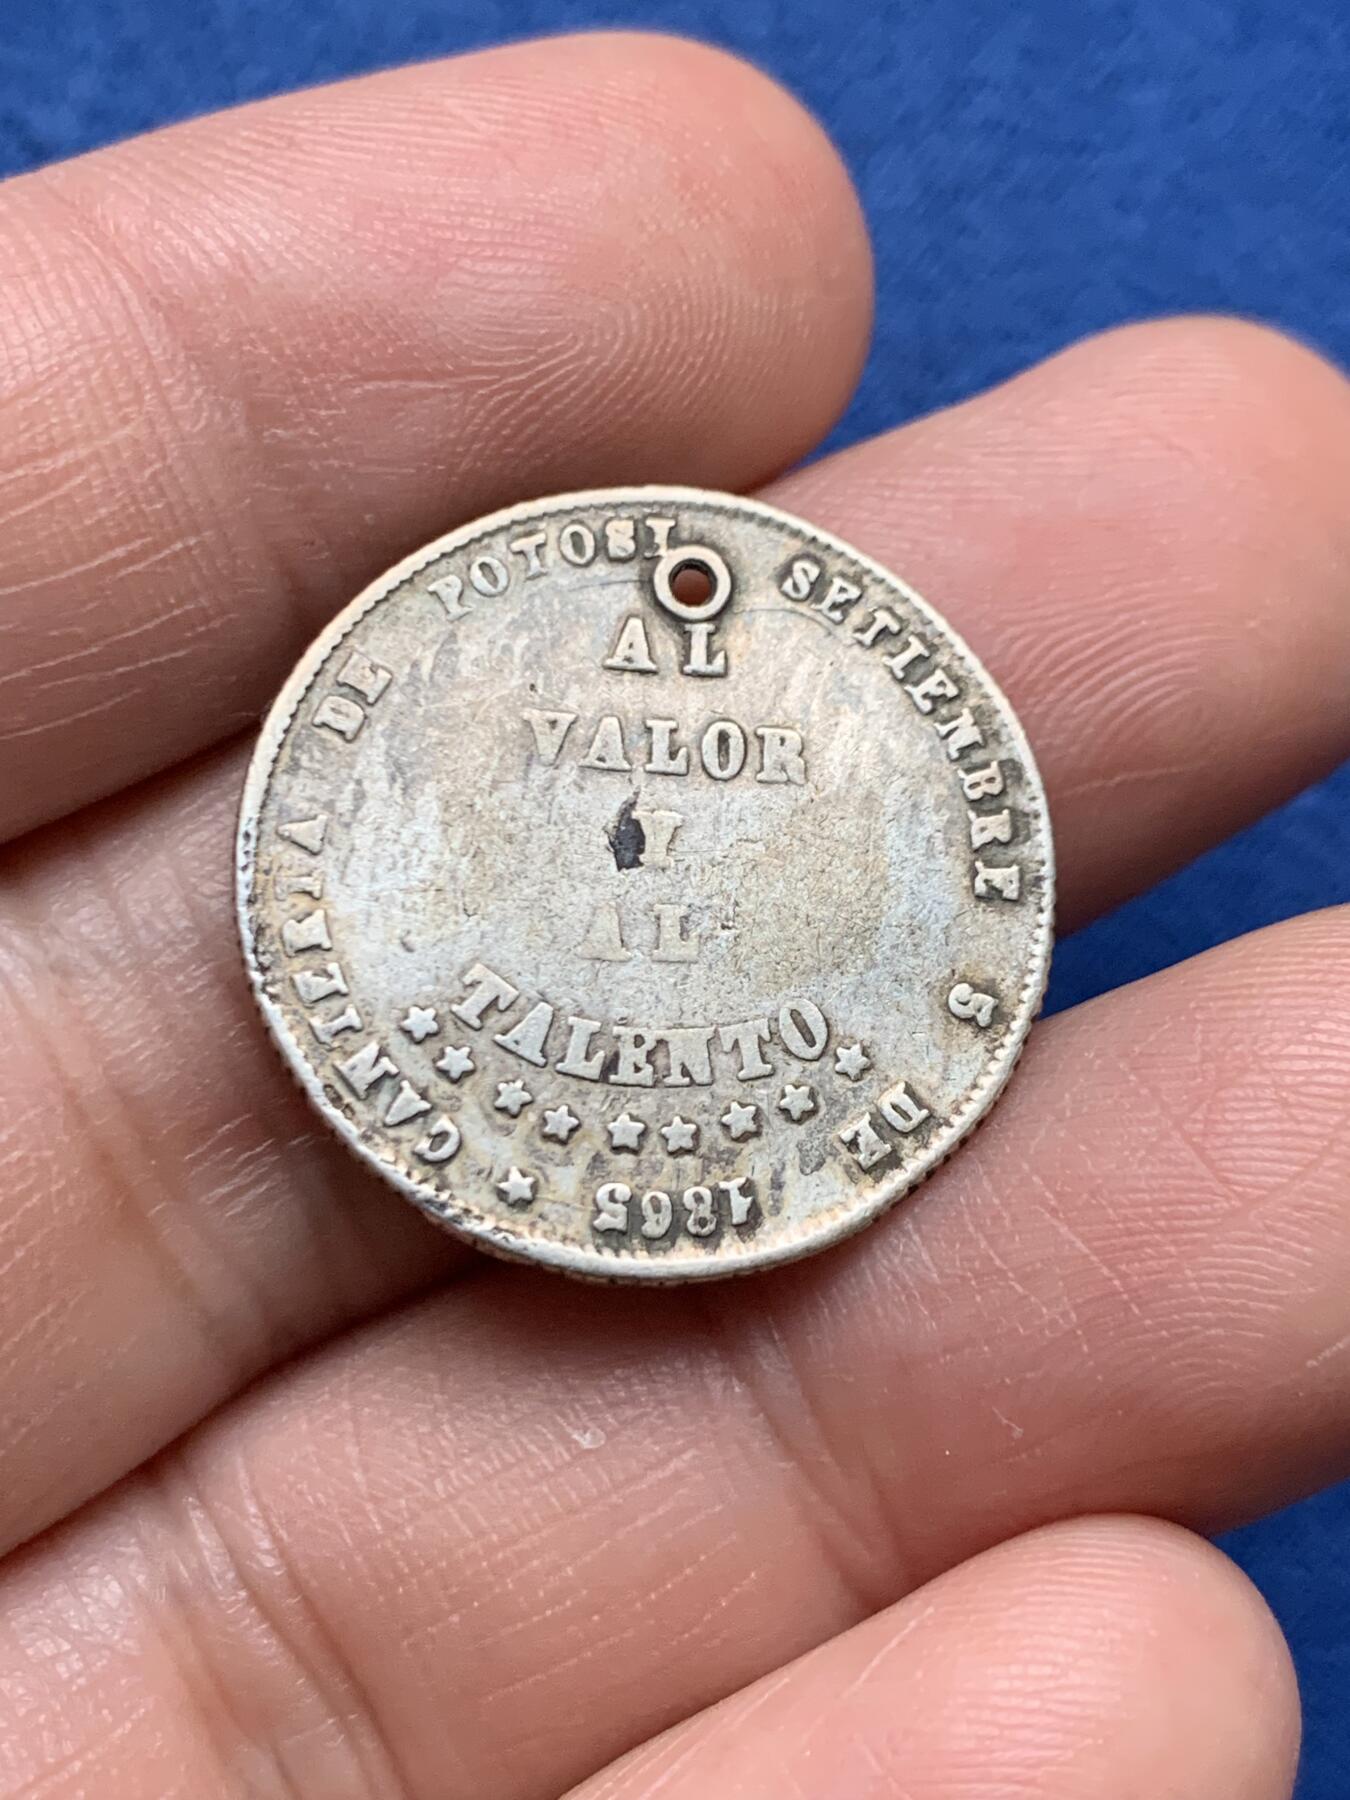 CANTERIA DE POTOSI SETIEMBRE 5 DE 1865
AL
VALOR
Y
AL
TALENTO